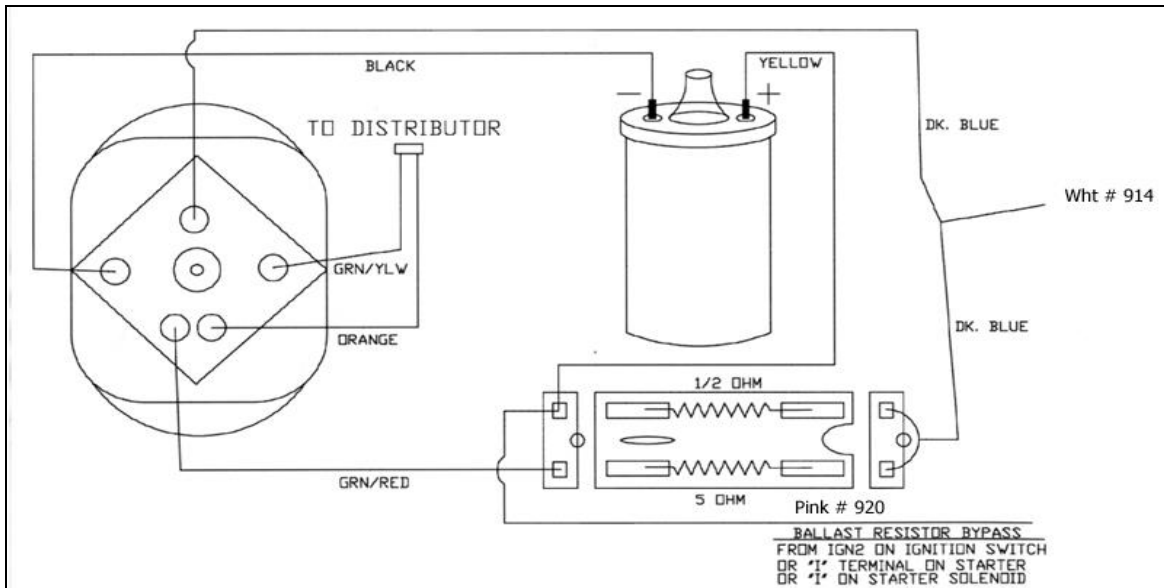 BLACK
YELLOW
− +
TO DISTRIBUTOR
DK. BLUE
Wht # 914
GRN/YLW
DK. BLUE
ORANGE
1/2 OHM
GRN/RED
5 OHM
Pink # 920
BALLAST RESISTOR BYPASS
FROM IGN2 ON IGNITION SWITCH
OR "I" TERMINAL ON STARTER
OR "I" ON STARTER SOLENOID